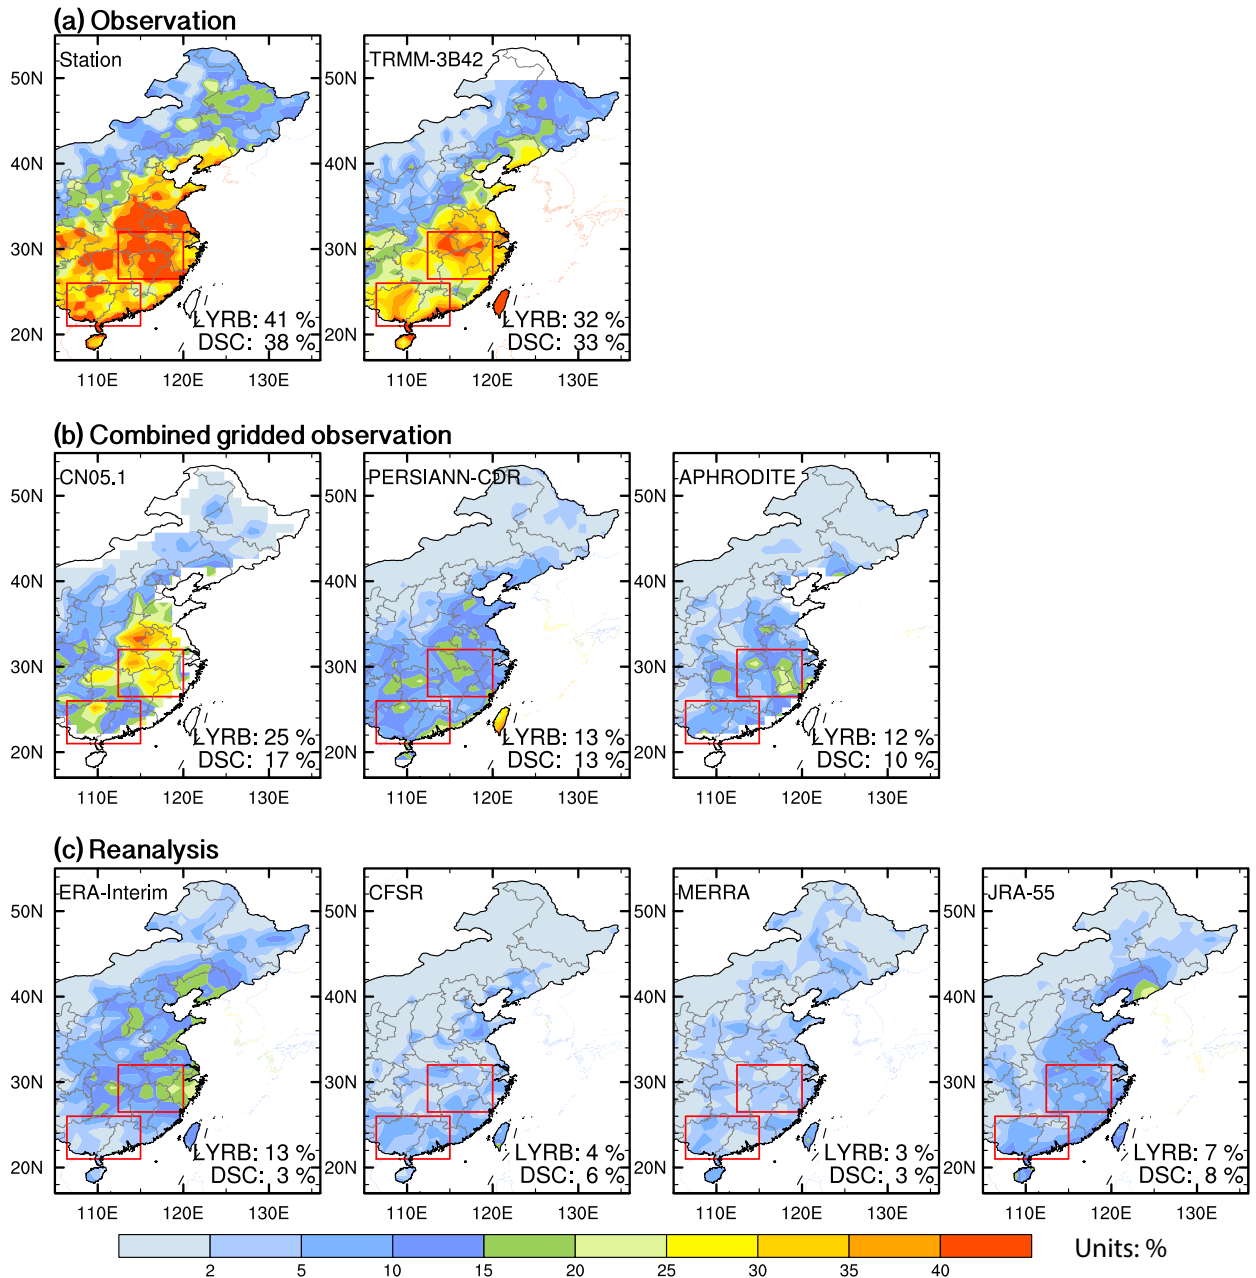 (a) Observation
Station
TRMM-3B42
50N
40N
30N
20N
50N
40N
30N
20N
LYRB: 41 %
DSC: 38 %
LYRB: 32 %
DSC: 33 %
110E 120E 130E
110E 120E 130E
(b) Combined gridded observation
CN05.1
PERSIANN-CDR
APHRODITE
50N
40N
30N
20N
50N
40N
30N
20N
50N
40N
30N
20N
LYRB: 25 %
DSC: 17 %
LYRB: 13 %
DSC: 13 %
LYRB: 12 %
DSC: 10 %
110E 120E 130E
110E 120E 130E
110E 120E 130E
(c) Reanalysis
ERA-Interim
CFSR
MERRA
JRA-55
50N
40N
30N
20N
50N
40N
30N
20N
50N
40N
30N
20N
50N
40N
30N
20N
LYRB: 13 %
DSC: 3 %
LYRB: 4 %
DSC: 6 %
LYRB: 3 %
DSC: 3 %
LYRB: 7 %
DSC: 8 %
110E 120E 130E
110E 120E 130E
110E 120E 130E
110E 120E 130E
2 5 10 15 20 25 30 35 40
Units: %